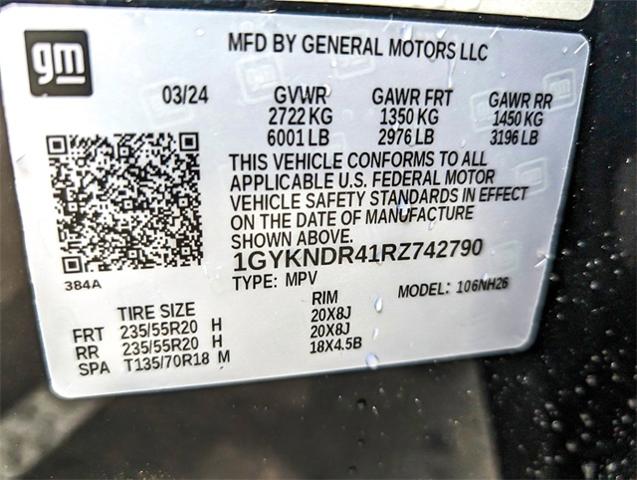 gm
MFD BY GENERAL MOTORS LLC
03/24 GVWR GAWR FRT GAWR RR
2722 KG 1350 KG 1450 KG
6001 LB 2976 LB 3196 LB
THIS VEHICLE CONFORMS TO ALL
APPLICABLE U.S. FEDERAL MOTOR
VEHICLE SAFETY STANDARDS IN EFFECT
ON THE DATE OF MANUFACTURE
SHOWN ABOVE.
1GYKNDR41RZ742790
384A
TYPE: MPV MODEL: 106NH26
TIRE SIZE RIM
FRT 235/55R20 H 20X8J
RR 235/55R20 H 20X8J
SPA T135/70R18 M 18X4.5B